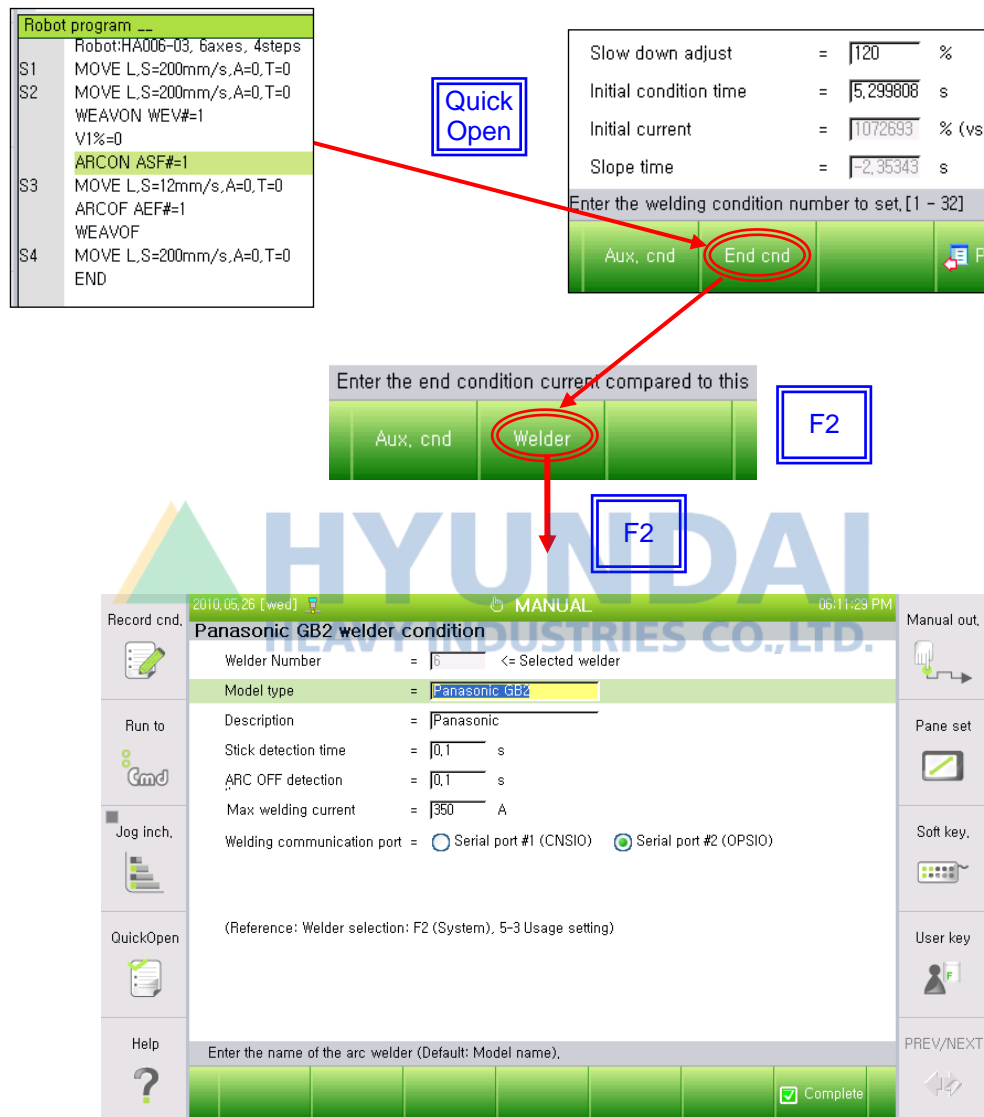 Robot program __
Robot:HA006-03, 6axes, 4steps
S1 MOVE L,S=200mm/s,A=0,T=0
S2 MOVE L,S=200mm/s,A=0,T=0
WEAVON WEV#=1
V1%=0
ARCON ASF#=1
S3 MOVE L,S=12mm/s,A=0,T=0
ARCOF AEF#=1
WEAVOF
S4 MOVE L,S=200mm/s,A=0,T=0
END
Quick
Open
Slow down adjust = 120 %
Initial condition time = 5,299808 s
Initial current = 1072693 % (vs
Slope time = -2,35343 s
Enter the welding condition number to set,[1 - 32]
Aux, cnd End cnd P
Enter the end condition current compared to this
Aux, cnd Welder
F2
F2
HYUNDAI
HEAVY INDUSTRIES CO.,LTD.
Record cnd,
Run to
Cmd
Jog inch,
QuickOpen
Help
2010,05,26 [wed] MANUAL 06:11:29 PM
Panasonic GB2 welder condition
Welder Number = 6 <= Selected welder
Model type = Panasonic GB2
Description = Panasonic
Stick detection time = 0,1 s
ARC OFF detection = 0,1 s
Max welding current = 350 A
Welding communication port = Serial port #1 (CNSIO) Serial port #2 (OPSIO)
(Reference: Welder selection: F2 (System), 5-3 Usage setting)
Enter the name of the arc welder (Default: Model name),
Complete
Manual out,
Pane set
Soft key,
User key
F
PREV/NEXT